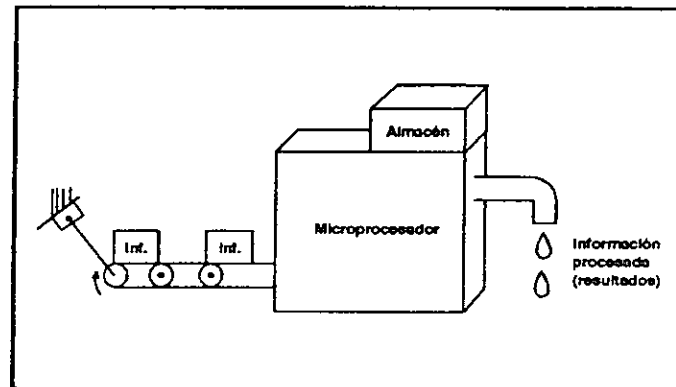 Almacén
Microprocesador
Inf.
Inf.
Información
procesada
(resultados)